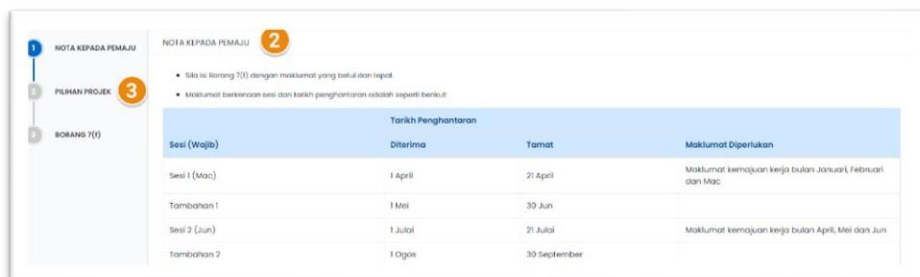 1 NOTA KEPADA PEMAJU
2 PILIHAN PROJEK 3
3 BORANG 7(f)
NOTA KEPADA PEMAJU 2
• Sila isi Borang 7(f) dengan maklumat yang betul dan tepat.
• Maklumat berkenaan sesi dan tarikh penghantaran adalah seperti berikut
Tarikh Penghantaran
Sesi (Wajib) Diterima Tamat Maklumat Diperlukan
Sesi 1 (Mac) 1 April 21 April Maklumat kemajuan kerja bulan Januari, Februari
dan Mac
Tambahan 1 1 Mei 30 Jun
Sesi 2 (Jun) 1 Julai 21 Julai Maklumat kemajuan kerja bulan April, Mei dan Jun
Tambahan 2 1 Ogos 30 September